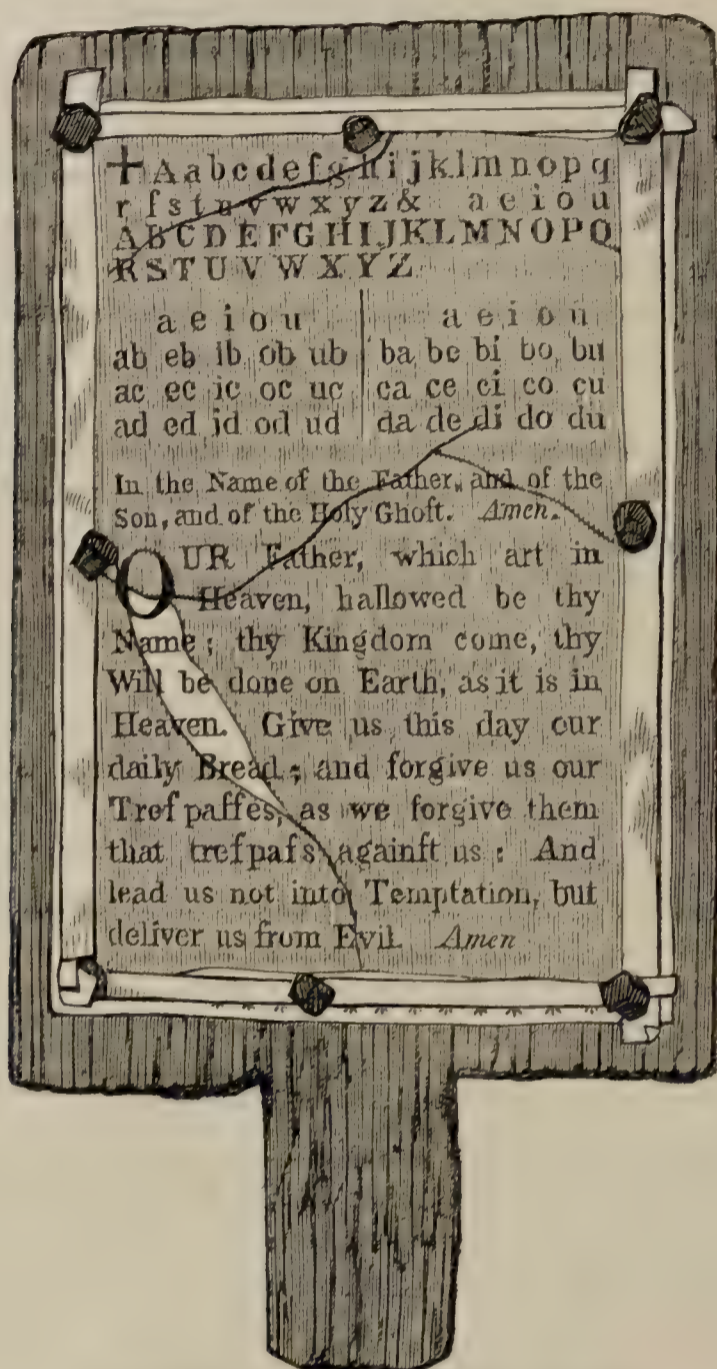 +Aabcdefghijklmnopq
rſstuvwxyz& aeiou
ABCDEFGHIJKLMNOPQ
RSTUVWXYZ
a e i o u a e i o u
ab eb ib ob ub ba be bi bo bu
ac ec ic oc uc ca ce ci co cu
ad ed id od ud da de di do du
In the Name of the Father, and of the
Son, and of the Holy Ghoſt. Amen.
OUR Father, which art in
Heaven, hallowed be thy
Name; thy Kingdom come, thy
Will be done on Earth, as it is in
Heaven. Give us this day our
daily Bread; and forgive us our
Treſpaſſes, as we forgive them
that treſpaſs againſt us: And
lead us not into Temptation, but
deliver us from Evil. Amen